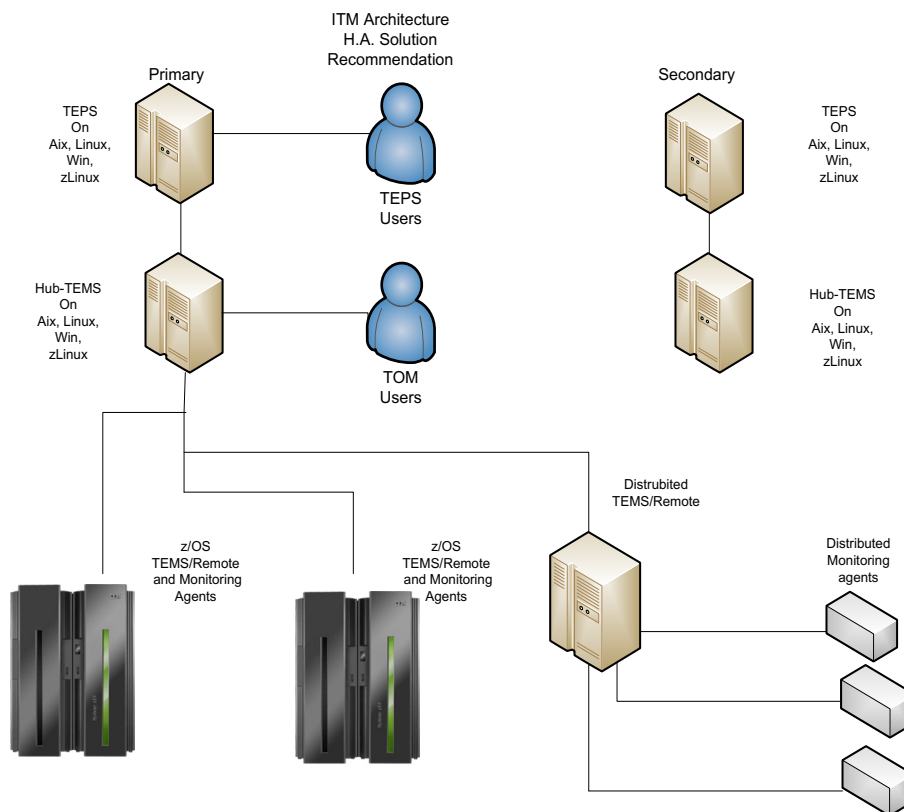 ITM Architecture
H.A. Solution
Recommendation
Primary
Secondary
TEPS
On
Aix, Linux,
Win,
zLinux
TEPS
Users
TEPS
On
Aix, Linux,
Win,
zLinux
Hub-TEMS
On
Aix, Linux,
Win,
zLinux
TOM
Users
Hub-TEMS
On
Aix, Linux,
Win,
zLinux
z/OS
TEMS/Remote
and Monitoring
Agents
z/OS
TEMS/Remote
and Monitoring
Agents
Distrubited
TEMS/Remote
Distributed
Monitoring
agents